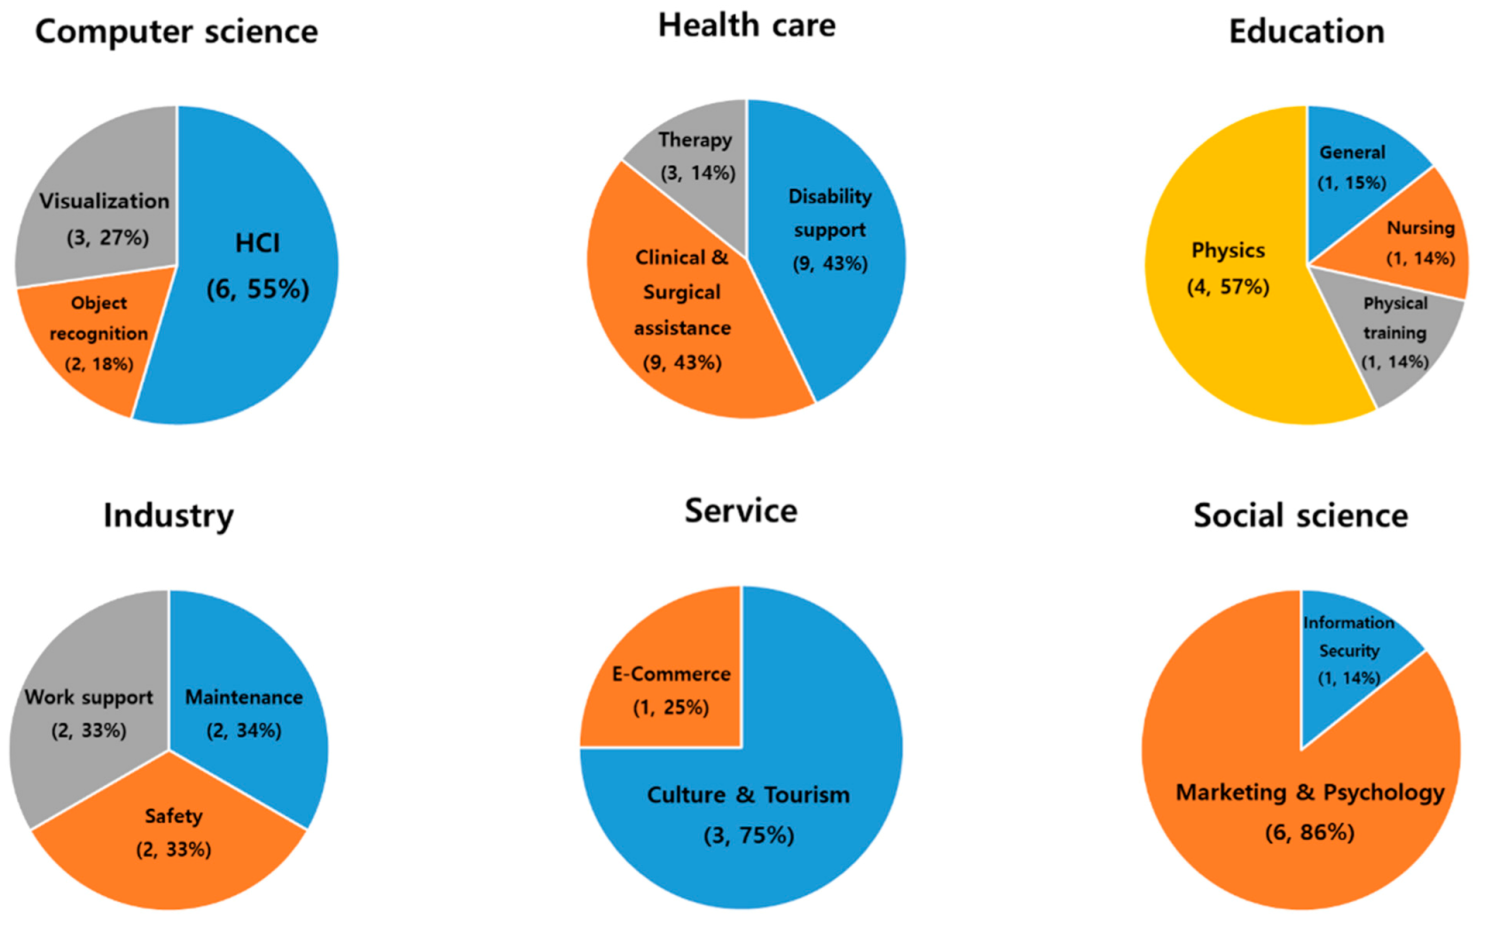 Computer science
Visualization
(3, 27%)
HCI
(6, 55%)
Object
recognition
(2, 18%)
Health care
Therapy
(3, 14%)
Disability
support
(9, 43%)
Clinical &
Surgical
assistance
(9, 43%)
Education
General
(1, 15%)
Nursing
(1, 14%)
Physics
(4, 57%)
Physical
training
(1, 14%)
Industry
Work support
(2, 33%)
Maintenance
(2, 34%)
Safety
(2, 33%)
Service
E-Commerce
(1, 25%)
Culture & Tourism
(3, 75%)
Social science
Information
Security
(1, 14%)
Marketing & Psychology
(6, 86%)